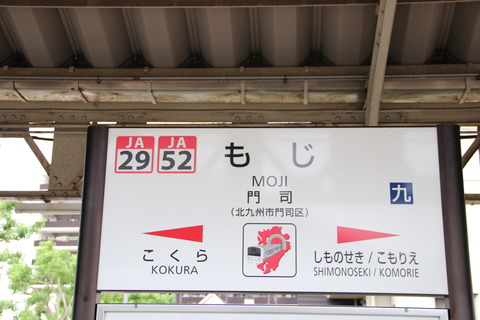 JA 29 JA 52
もじ
MOJI
門司
(北九州市門司区)
九
こくら
KOKURA
しものせき / こもりえ
SHIMONOSEKI / KOMORIE